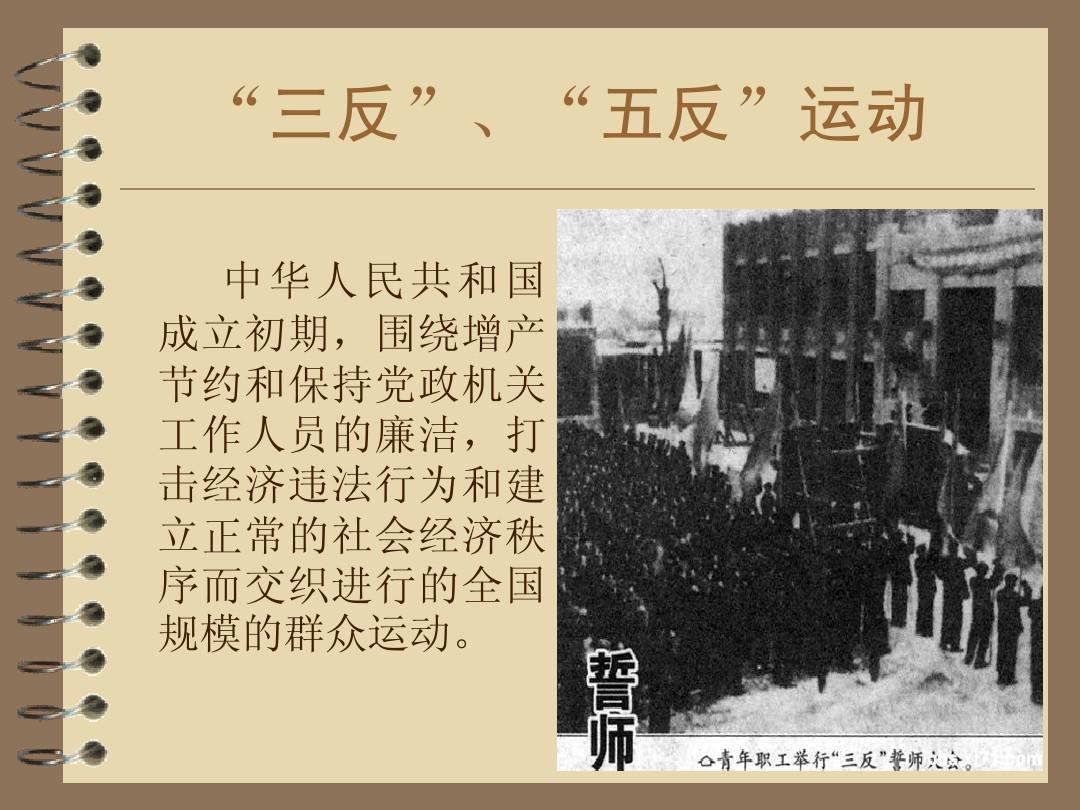 “三反”、“五反”运动
中华人民共和国
成立初期，围绕增产
节约和保持党政机关
工作人员的廉洁，打
击经济违法行为和建
立正常的社会经济秩
序而交织进行的全国
规模的群众运动。
誓师
青年职工举行“三反”誓师大会。